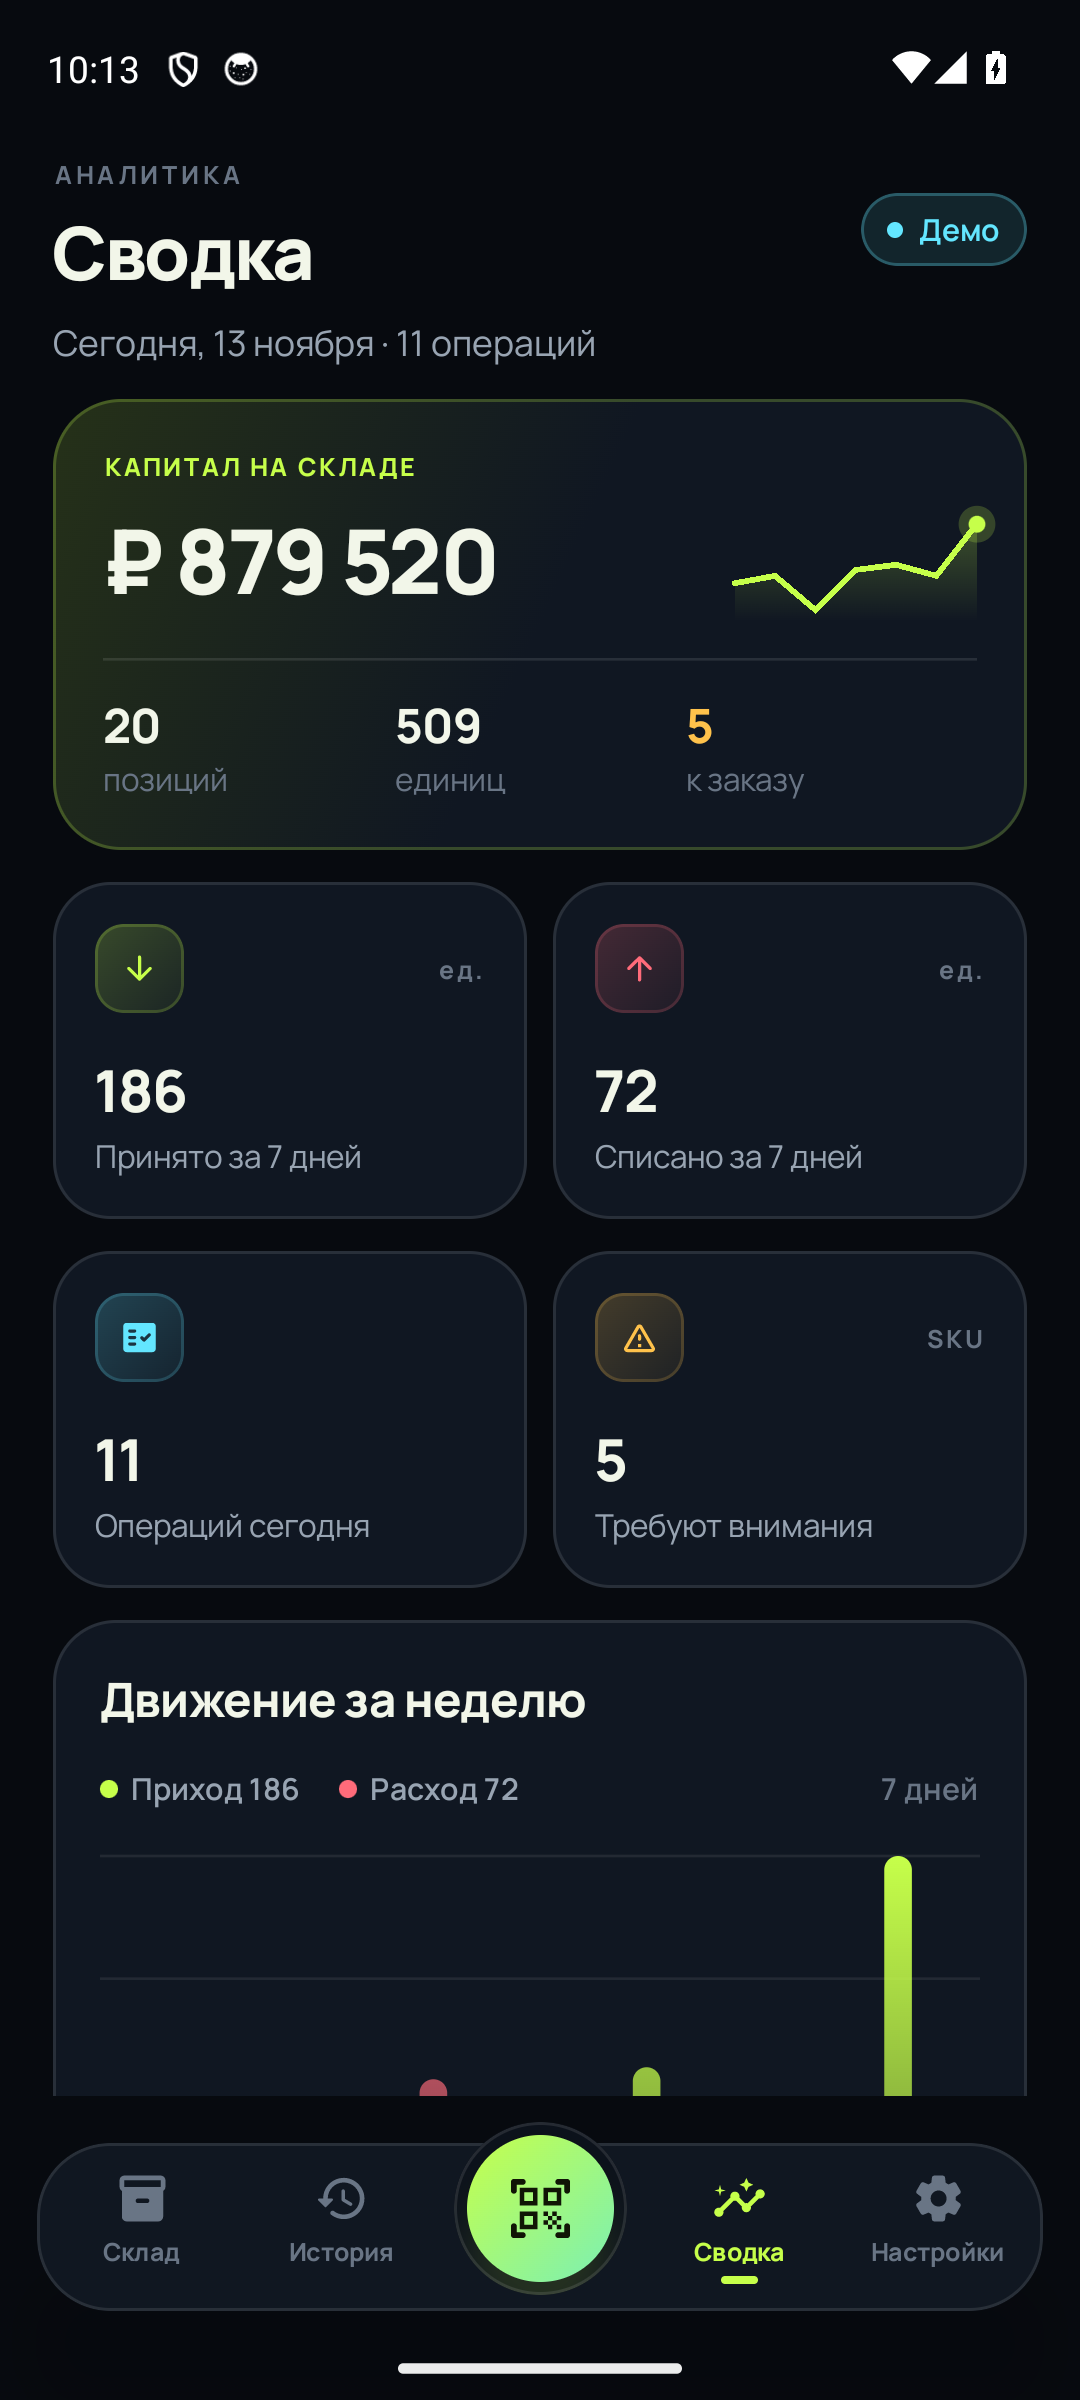 10:13
АНАЛИТИКА
Сводка
Демо
Сегодня, 13 ноября · 11 операций
КАПИТАЛ НА СКЛАДЕ
₽ 879 520
20
позиций
509
единиц
5
к заказу
ед.
186
Принято за 7 дней
ед.
72
Списано за 7 дней
11
Операций сегодня
SKU
5
Требуют внимания
Движение за неделю
Приход 186
Расход 72
7 дней
Склад
История
Сводка
Настройки